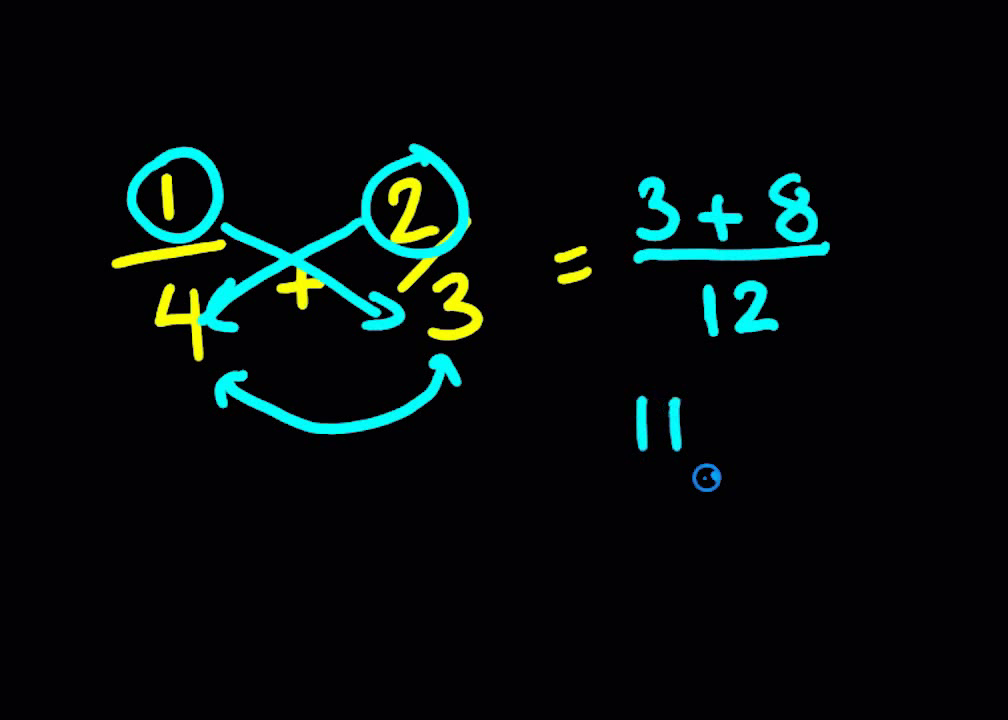 1/4 + 2/3 = (3 + 8)/12
11